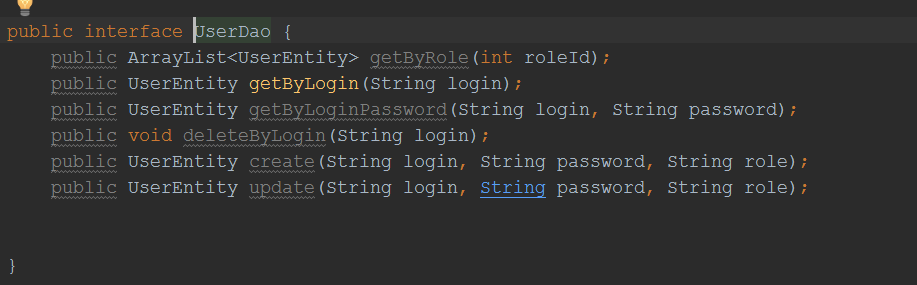 public interface UserDao {
public ArrayList<UserEntity> getByRole(int roleId);
public UserEntity getByLogin(String login);
public UserEntity getByLoginPassword(String login, String password);
public void deleteByLogin(String login);
public UserEntity create(String login, String password, String role);
public UserEntity update(String login, String password, String role);
}